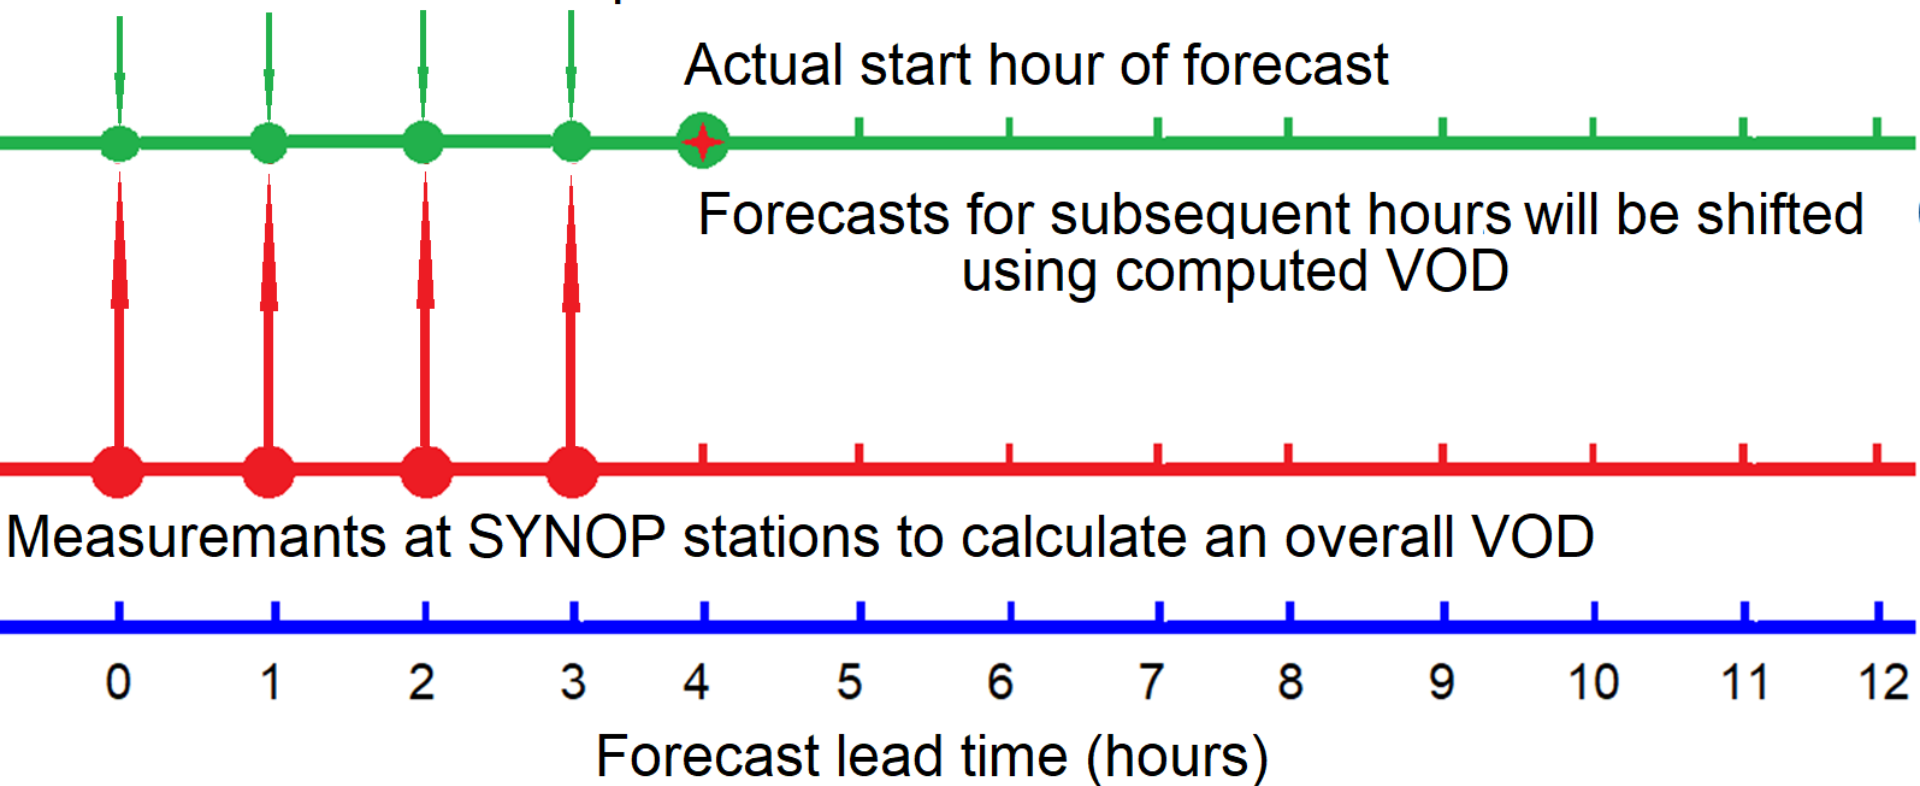 Actual start hour of forecast
Forecasts for subsequent hours will be shifted
using computed VOD
Measuremants at SYNOP stations to calculate an overall VOD
0 1 2 3 4 5 6 7 8 9 10 11 12
Forecast lead time (hours)